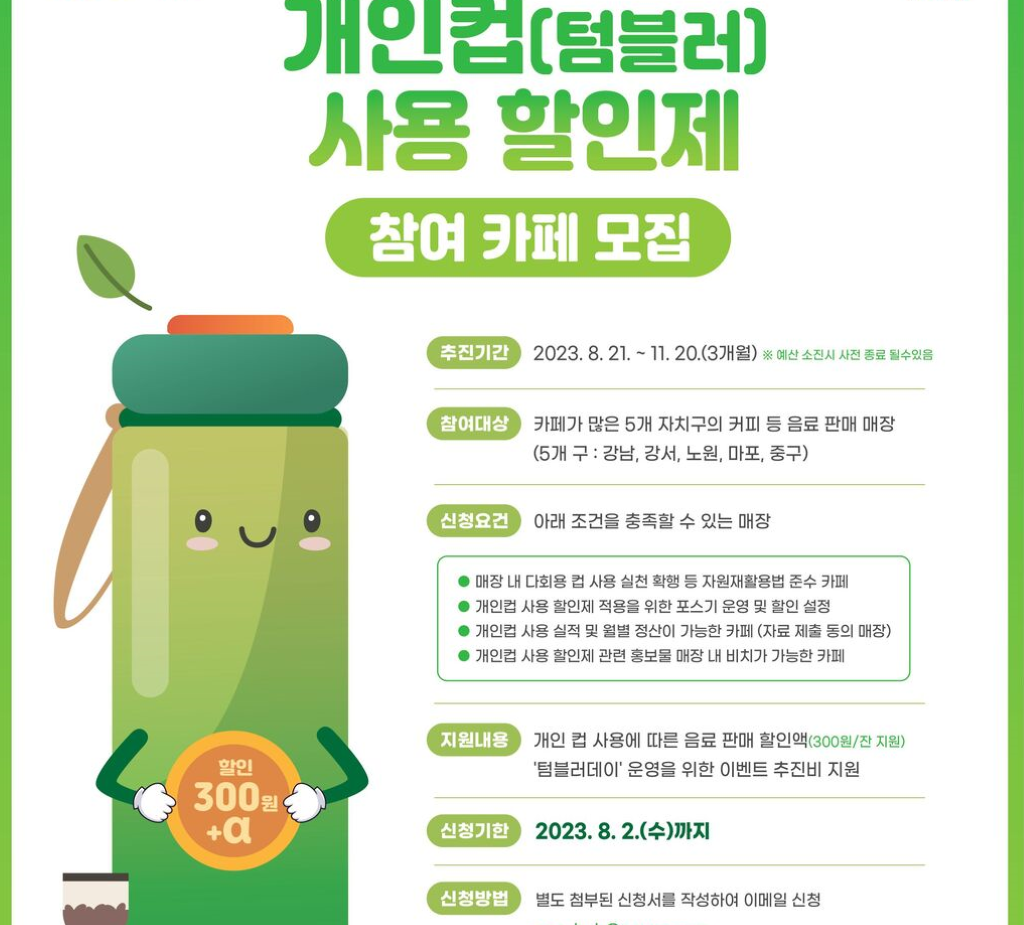 개인컵(텀블러)
사용 할인제
참여 카페 모집
추진기간 2023. 8. 21. ~ 11. 20.(3개월) ※ 예산 소진시 사전 종료 될수있음
참여대상 카페가 많은 5개 자치구의 커피 등 음료 판매 매장
(5개 구 : 강남, 강서, 노원, 마포, 중구)
신청요건 아래 조건을 충족할 수 있는 매장
● 매장 내 다회용 컵 사용 실천 확행 등 자원재활용법 준수 카페
● 개인컵 사용 할인제 적용을 위한 포스기 운영 및 할인 설정
● 개인컵 사용 실적 및 월별 정산이 가능한 카페 (자료 제출 동의 매장)
● 개인컵 사용 할인제 관련 홍보물 매장 내 비치가 가능한 카페
지원내용 개인 컵 사용에 따른 음료 판매 할인액(300원/잔 지원)
'텀블러데이' 운영을 위한 이벤트 추진비 지원
할인
300원
+α
신청기한 2023. 8. 2.(수)까지
신청방법 별도 첨부된 신청서를 작성하여 이메일 신청